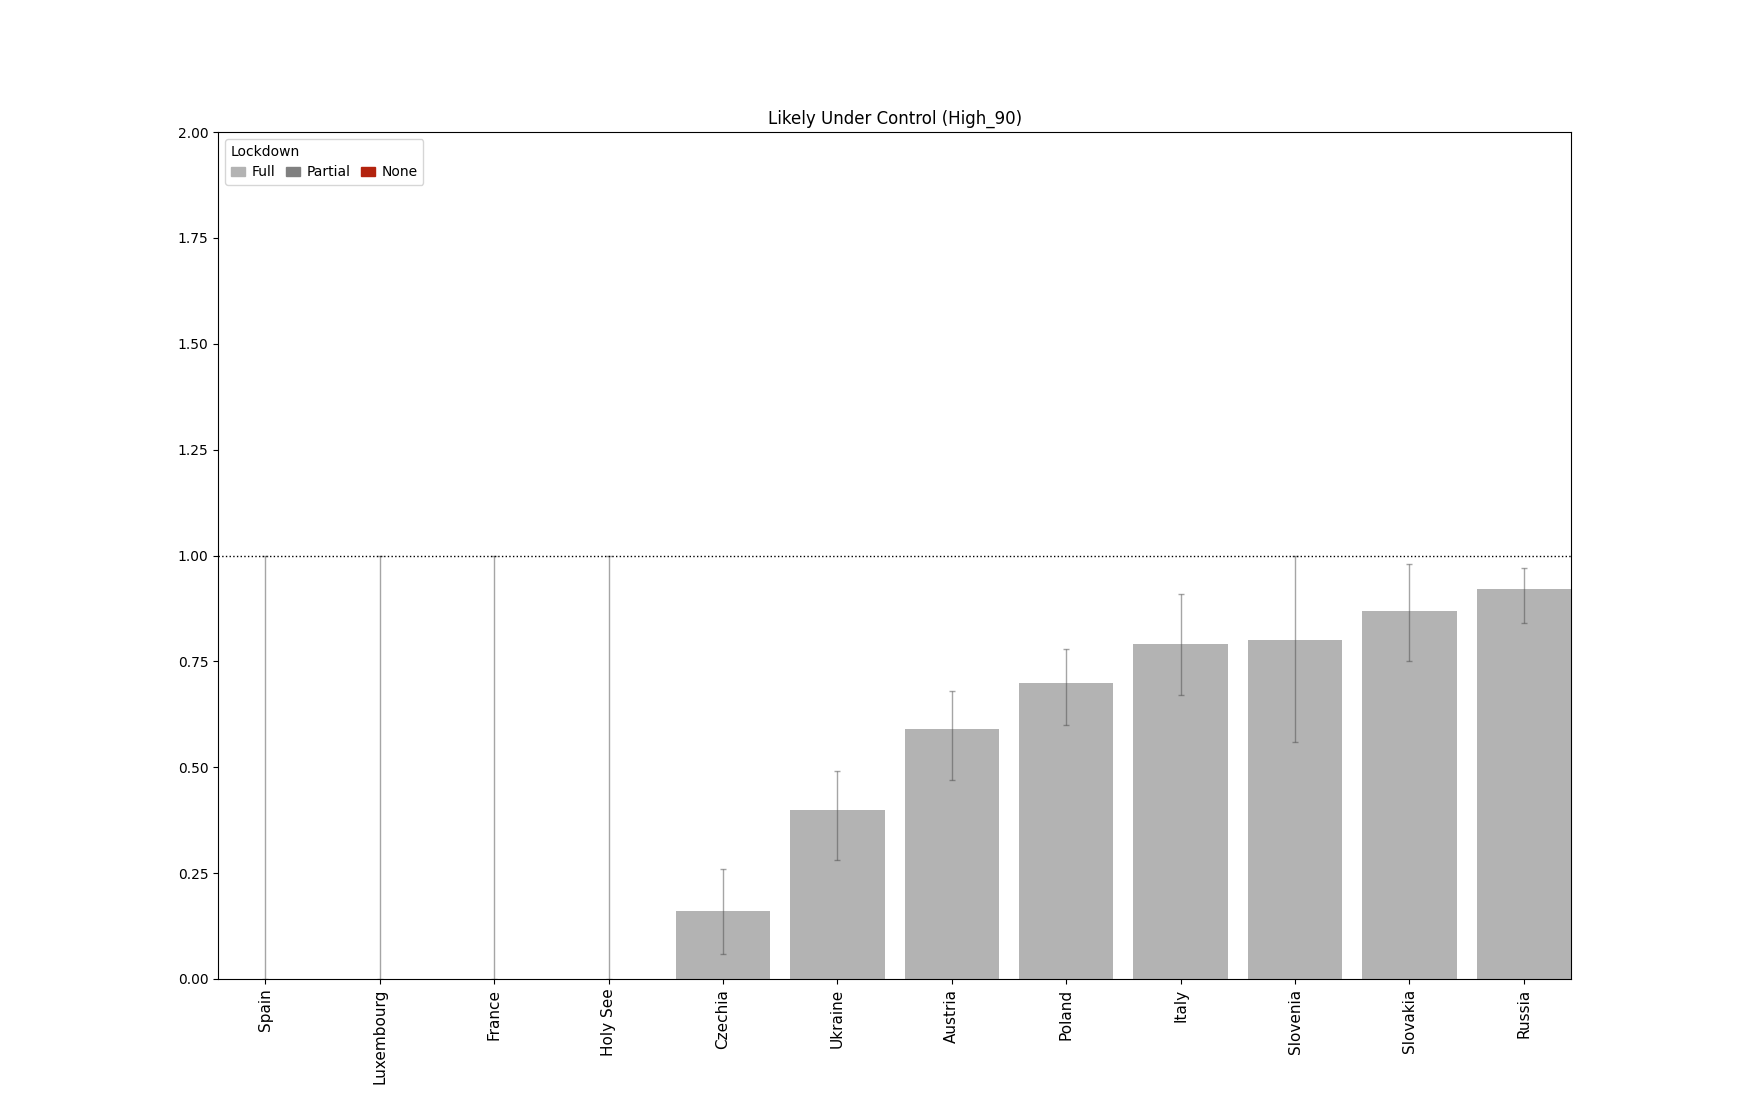 Likely Under Control (High_90)
Lockdown
Full Partial None
2.00
1.75
1.50
1.25
1.00
0.75
0.50
0.25
0.00
Spain
Luxembourg
France
Holy See
Czechia
Ukraine
Austria
Poland
Italy
Slovenia
Slovakia
Russia